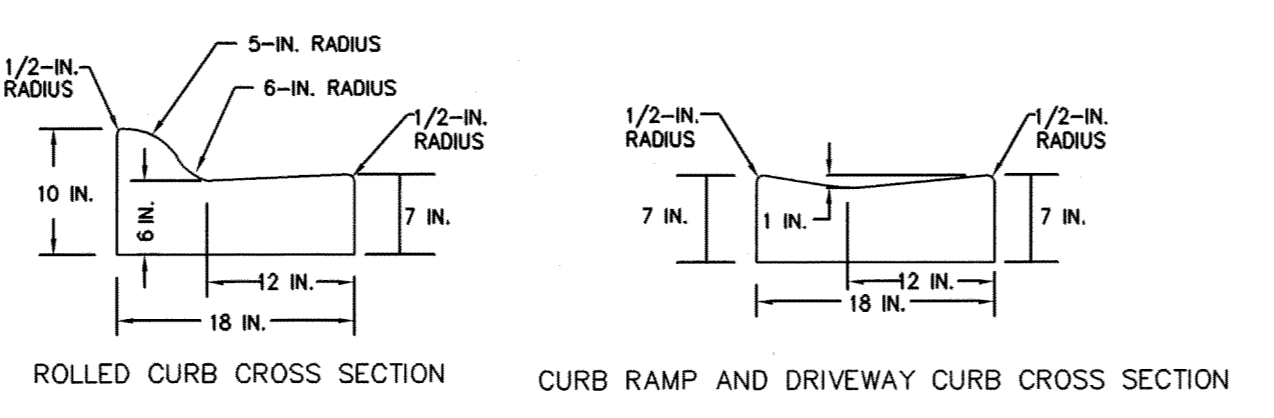 5-IN. RADIUS
1/2-IN.
RADIUS
6-IN. RADIUS
1/2-IN.
RADIUS
10 IN.
6 IN.
7 IN.
12 IN.
18 IN.
ROLLED CURB CROSS SECTION
1/2-IN.
RADIUS
1/2-IN.
RADIUS
7 IN.
1 IN.
7 IN.
12 IN.
18 IN.
CURB RAMP AND DRIVEWAY CURB CROSS SECTION